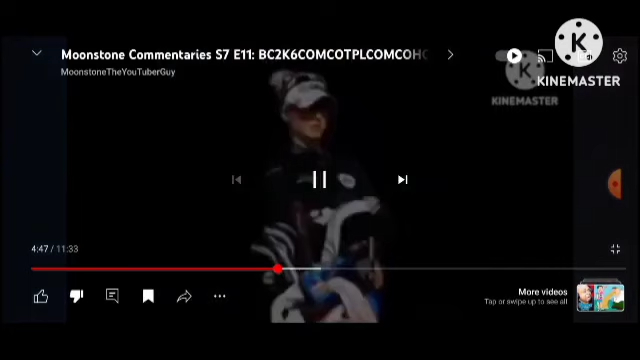 Moonstone Commentaries S7 E11: BC2K6COMCOTPLCOMCOH
MoonstoneTheYouTuberGuy
K
KINEMASTER
K
KINEMASTER
4:47 / 11:33
More videos
Tap or swipe up to see all